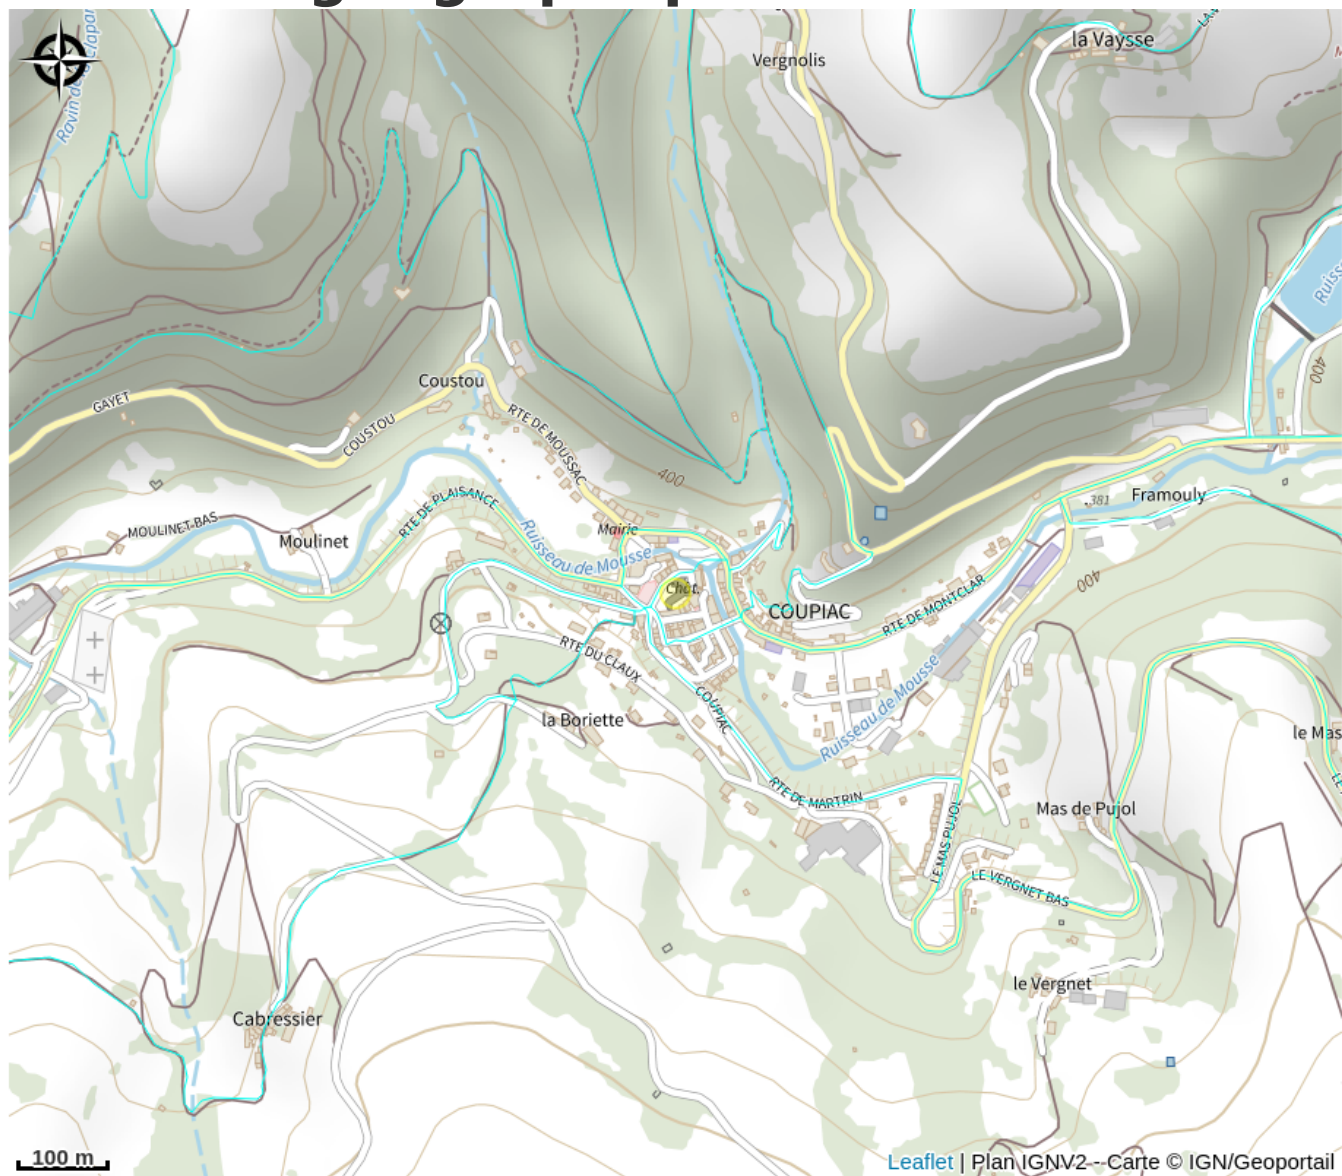 la Vaysse
Vergnolis
Coustou
GAYET
COUSTOU
RTE DE MOUSSAC
400
400
RTE DE PLAISANCE
381
Framouly
MOULINET-BAS
Moulinet
Mairie
Ruisseau de Mousse
400
Chât.
COUPIAC
RTE DE MONTCLAR
RTE DU CLAUX
Ruisseau de Mousse
COUPIAC
la Boriette
le Mas
RTE DE MARTRIN
Mas de Pujol
LE MAS PUJOL
LE VERGNET BAS
le Vergnet
Cabressier
100 m
Leaflet | Plan IGNV2 - Carte © IGN/Geoportail